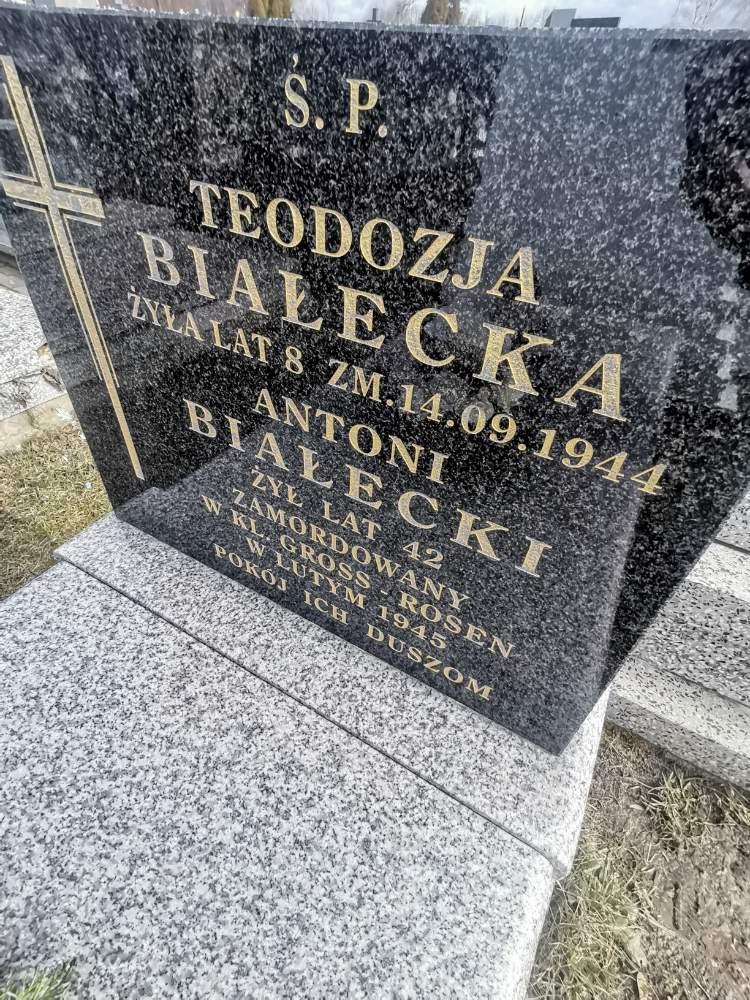 Ś. P.
TEODOZJA
BIAŁECKA
ŻYŁA LAT 8 ZM.14.09.1944
ANTONI
BIAŁECKI
ŻYŁ LAT 42
ZAMORDOWANY
W KL. GROSS - ROSEN
W LUTYM 1945
POKÓJ ICH DUSZOM